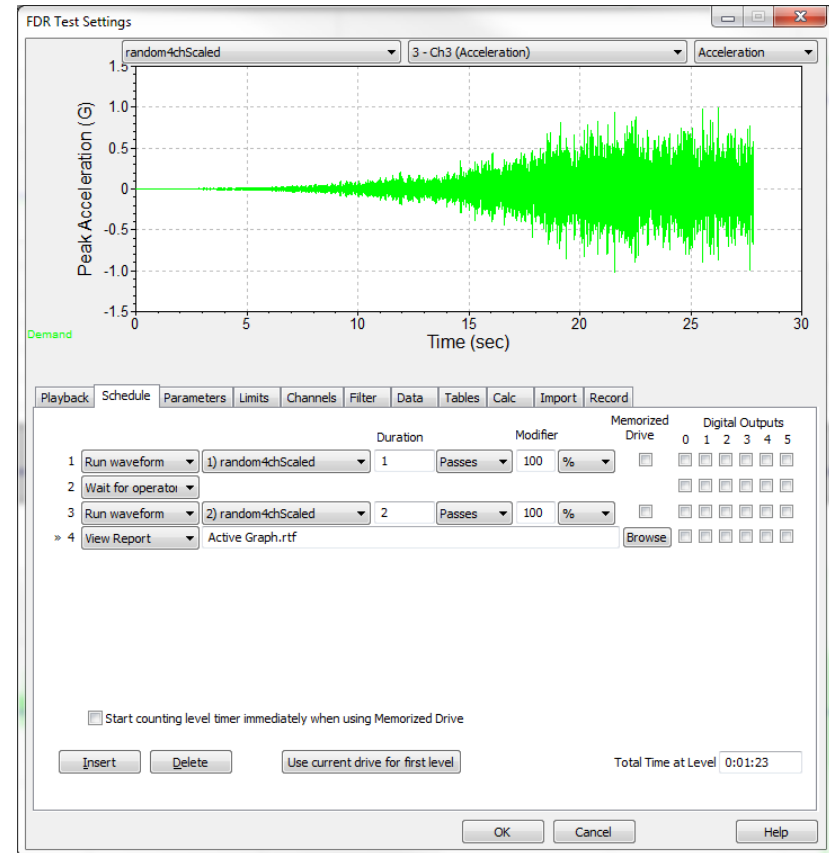 FDR Test Settings
random4chScaled 3 - Ch3 (Acceleration) Acceleration
Peak Acceleration (G)
1.5
1.0
0.5
0
-0.5
-1.0
-1.5
0 5 10 15 20 25 30
Demand
Time (sec)
Playback Schedule Parameters Limits Channels Filter Data Tables Calc Import Record
Duration Modifier Memorized Drive Digital Outputs
0 1 2 3 4 5
1 Run waveform 1) random4chScaled 1 Passes 100 %
2 Wait for operator
3 Run waveform 2) random4chScaled 2 Passes 100 %
» 4 View Report Active Graph.rtf Browse
Start counting level timer immediately when using Memorized Drive
Insert Delete Use current drive for first level Total Time at Level 0:01:23
OK Cancel Help